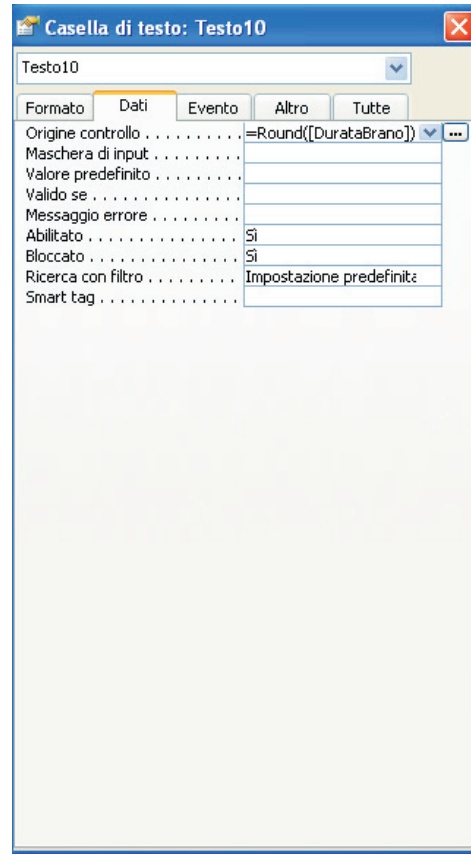 Casella di testo: Testo10
Testo10
Formato Dati Evento Altro Tutte
Origine controllo . . . . . . . . . . =Round([DurataBrano]) ...
Maschera di input . . . . . . . . . .
Valore predefinito . . . . . . . . . .
Valido se . . . . . . . . . . . . . . . .
Messaggio errore . . . . . . . . .
Abilitato . . . . . . . . . . . . . . . . Sì
Bloccato . . . . . . . . . . . . . . . . Sì
Ricerca con filtro . . . . . . . . . Impostazione predefinita
Smart tag . . . . . . . . . . . . . . .